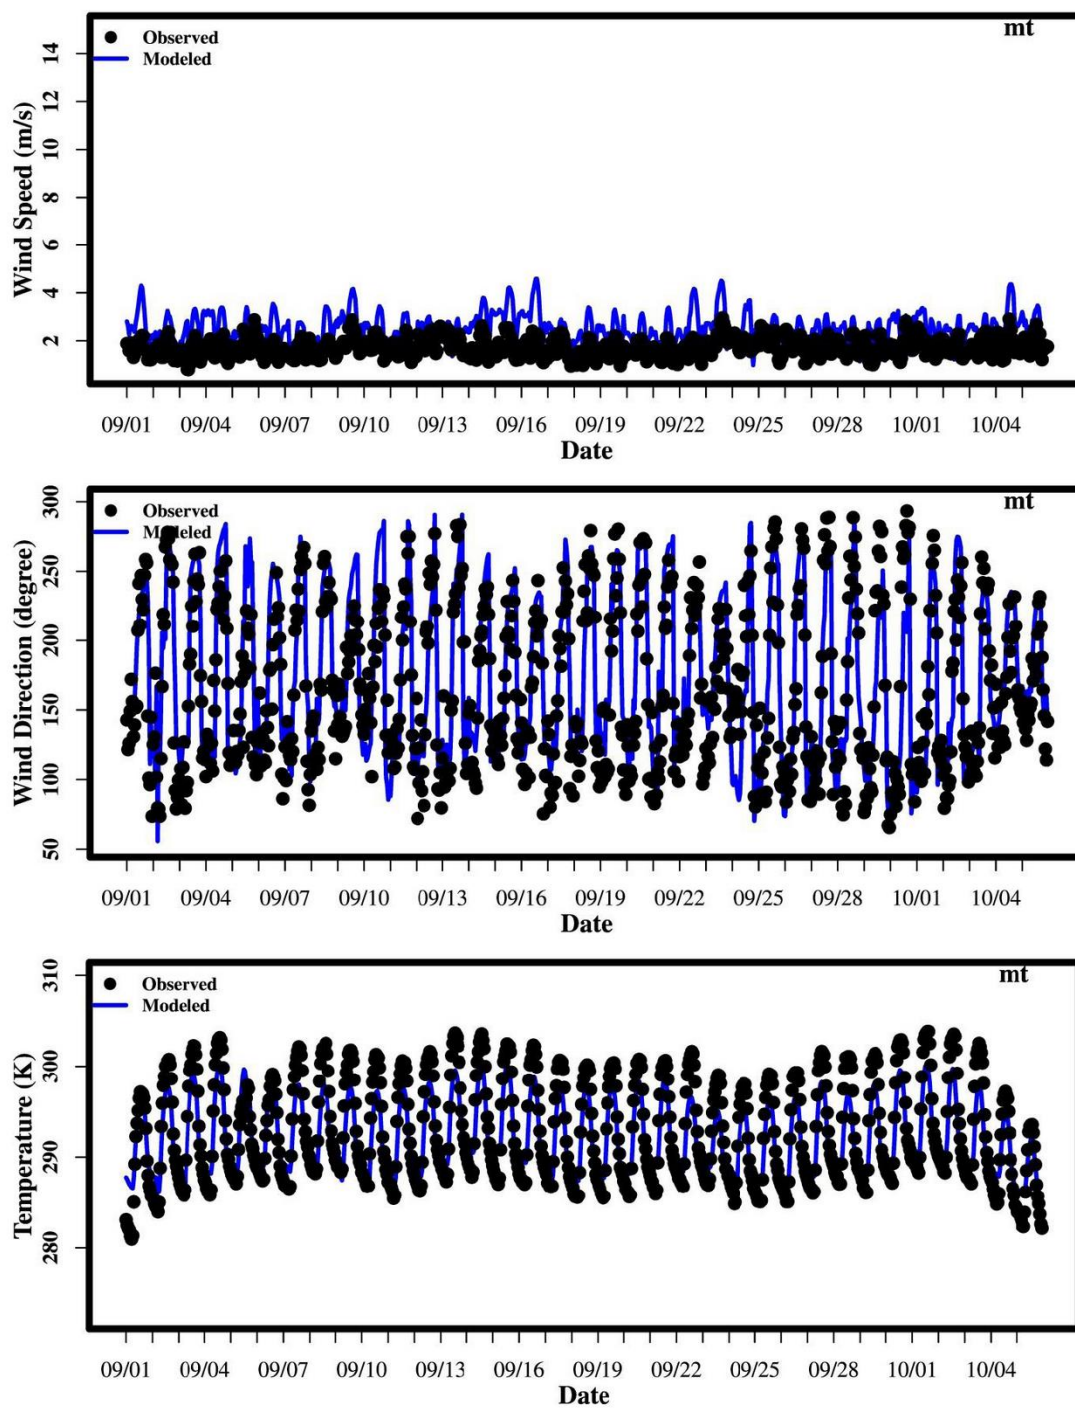 mt
Observed
Modeled
Wind Speed (m/s)
14
12
10
8
6
4
2
09/01 09/04 09/07 09/10 09/13 09/16 09/19 09/22 09/25 09/28 10/01 10/04
Date
mt
Observed
Modeled
Wind Direction (degree)
300
250
200
150
100
50
09/01 09/04 09/07 09/10 09/13 09/16 09/19 09/22 09/25 09/28 10/01 10/04
Date
mt
Observed
Modeled
Temperature (K)
310
300
290
280
09/01 09/04 09/07 09/10 09/13 09/16 09/19 09/22 09/25 09/28 10/01 10/04
Date